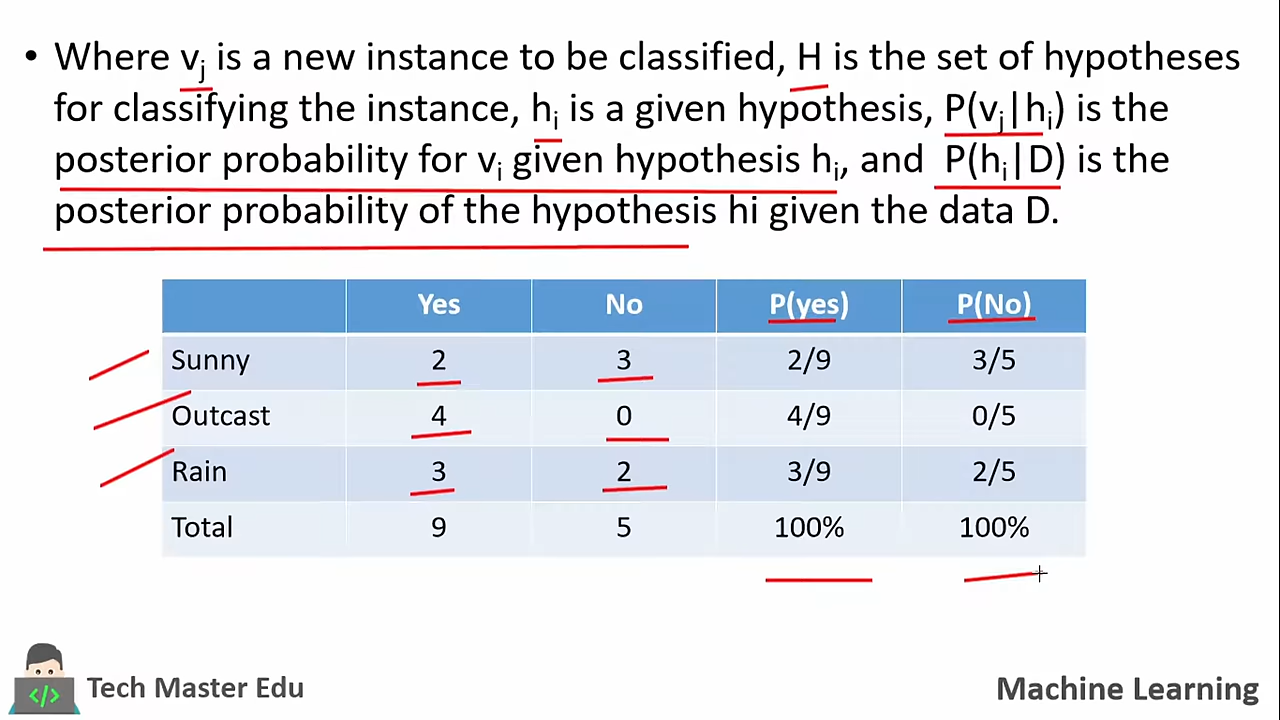 • Where vj is a new instance to be classified, H is the set of hypotheses
for classifying the instance, hi is a given hypothesis, P(vj|hi) is the
posterior probability for vi given hypothesis hi, and P(hi|D) is the
posterior probability of the hypothesis hi given the data D.
Yes No P(yes) P(No)
Sunny 2 3 2/9 3/5
Outcast 4 0 4/9 0/5
Rain 3 2 3/9 2/5
Total 9 5 100% 100%
</>
Tech Master Edu
Machine Learning